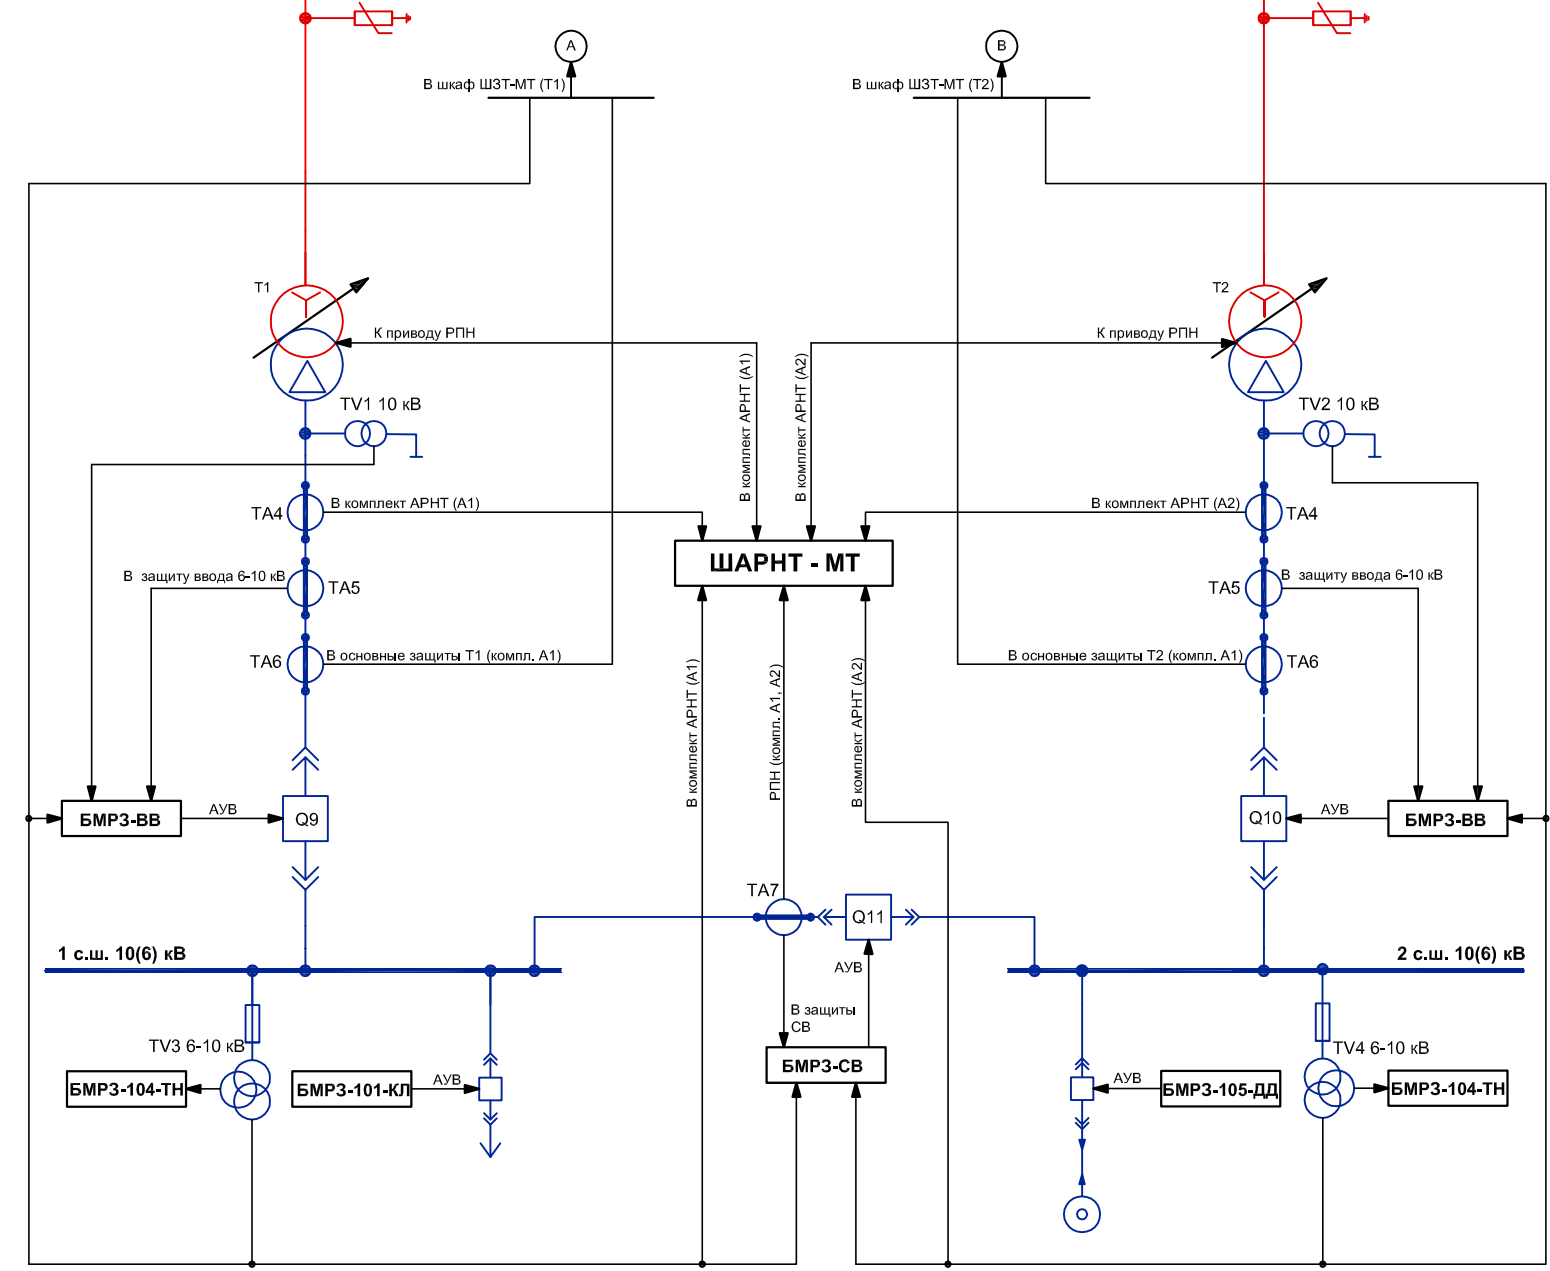 A
B
В шкаф ШЗТ-МТ (Т1)
В шкаф ШЗТ-МТ (Т2)
T1
T2
К приводу РПН
К приводу РПН
В комплект АРНТ (А1)
В комплект АРНТ (А2)
TV1 10 кВ
TV2 10 кВ
TA4
В комплект АРНТ (А1)
В комплект АРНТ (А2)
TA4
ШАРНТ - МТ
В защиту ввода 6-10 кВ
TA5
TA5
В защиту ввода 6-10 кВ
TA6
В основные защиты Т1 (компл. А1)
В основные защиты Т2 (компл. А1)
TA6
В комплект АРНТ (А1)
РПН (компл. А1, А2)
В комплект АРНТ (А2)
БМРЗ-ВВ
АУВ
Q9
Q10
АУВ
БМРЗ-ВВ
TA7
Q11
1 с.ш. 10(6) кВ
2 с.ш. 10(6) кВ
АУВ
В защиты
СВ
TV3 6-10 кВ
TV4 6-10 кВ
БМРЗ-СВ
БМРЗ-104-ТН
БМРЗ-101-КЛ
АУВ
АУВ
БМРЗ-105-ДД
БМРЗ-104-ТН